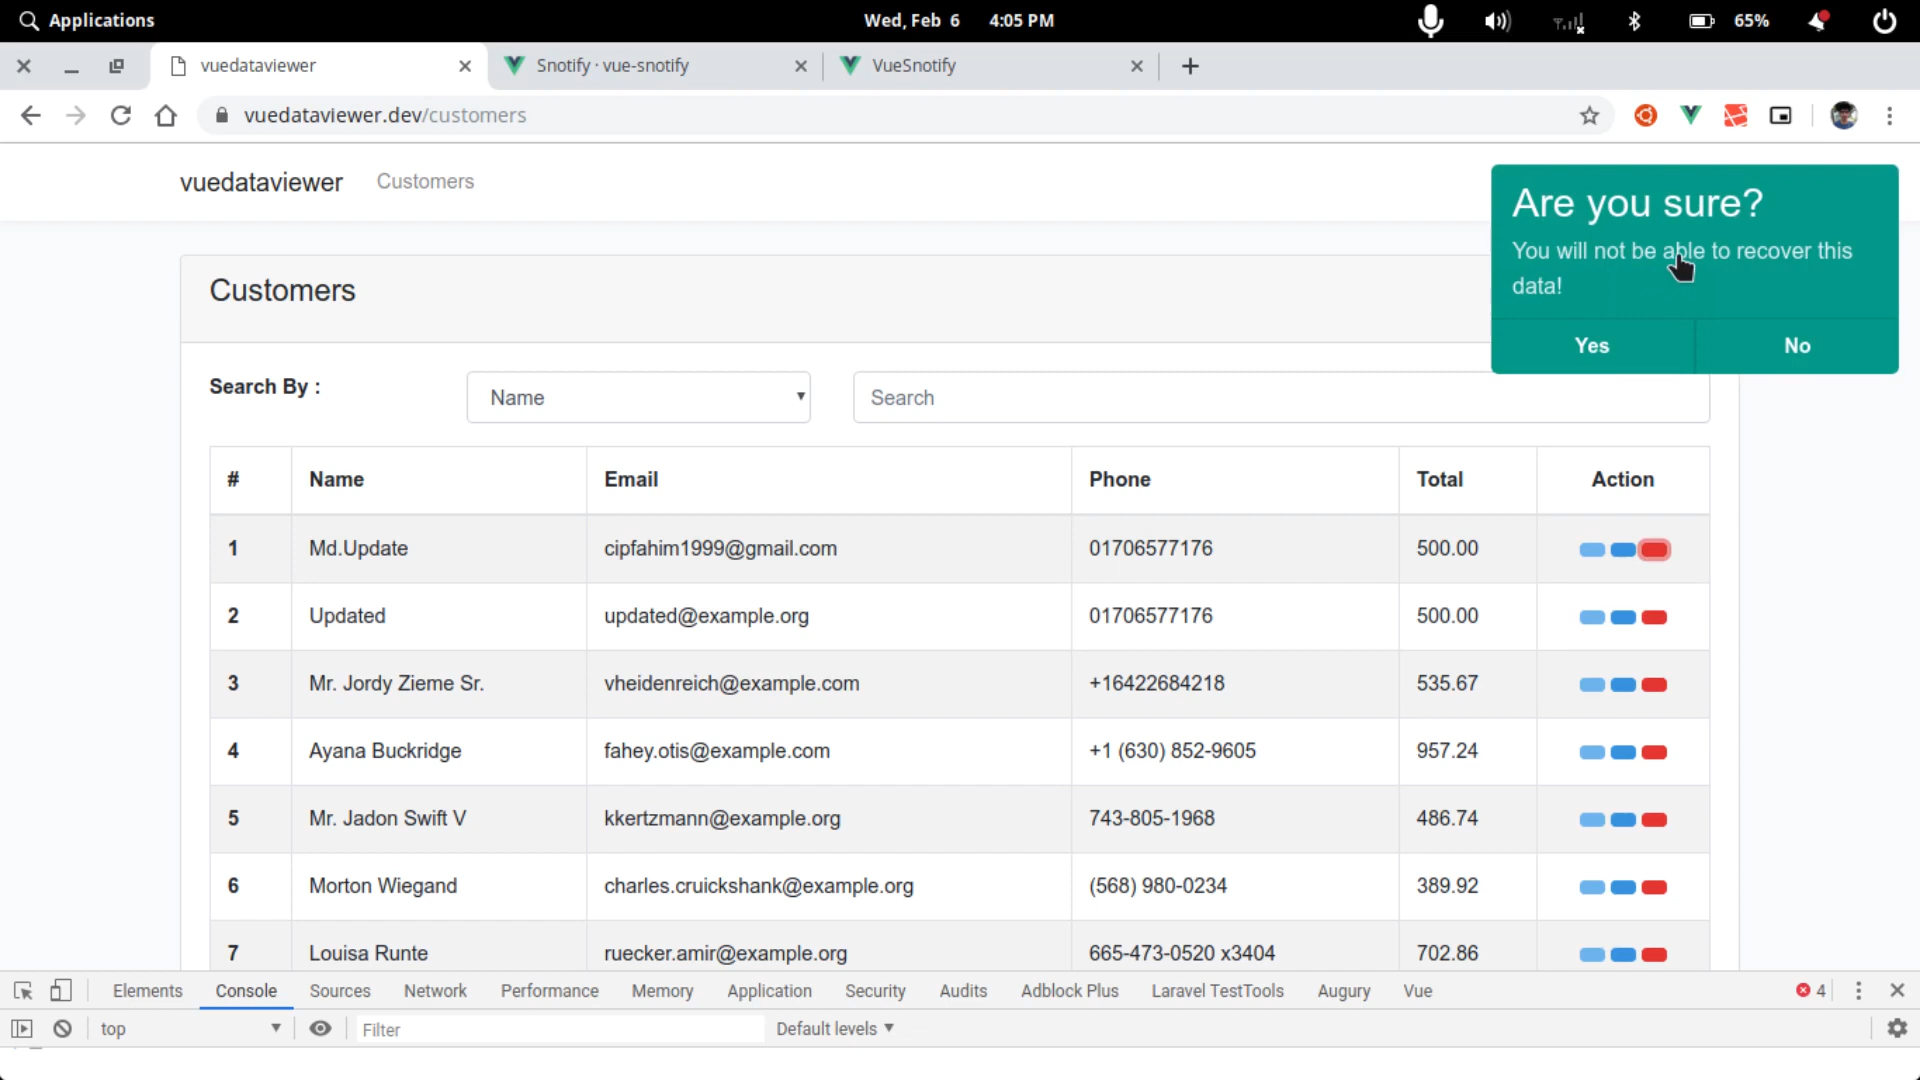 Applications
Wed, Feb 6 4:05 PM
65%
vuedataviewer
Snotify · vue-snotify
VueSnotify
vuedataviewer.dev/customers
vuedataviewer Customers
Are you sure?
You will not be able to recover this
data!
Yes No
Customers
Search By :
Name
Search
# Name Email Phone Total Action
1 Md.Update cipfahim1999@gmail.com 01706577176 500.00
2 Updated updated@example.org 01706577176 500.00
3 Mr. Jordy Zieme Sr. vheidenreich@example.com +16422684218 535.67
4 Ayana Buckridge fahey.otis@example.com +1 (630) 852-9605 957.24
5 Mr. Jadon Swift V kkertzmann@example.org 743-805-1968 486.74
6 Morton Wiegand charles.cruickshank@example.org (568) 980-0234 389.92
7 Louisa Runte ruecker.amir@example.org 665-473-0520 x3404 702.86
Elements Console Sources Network Performance Memory Application Security Audits Adblock Plus Laravel TestTools Augury Vue 4
top Filter Default levels